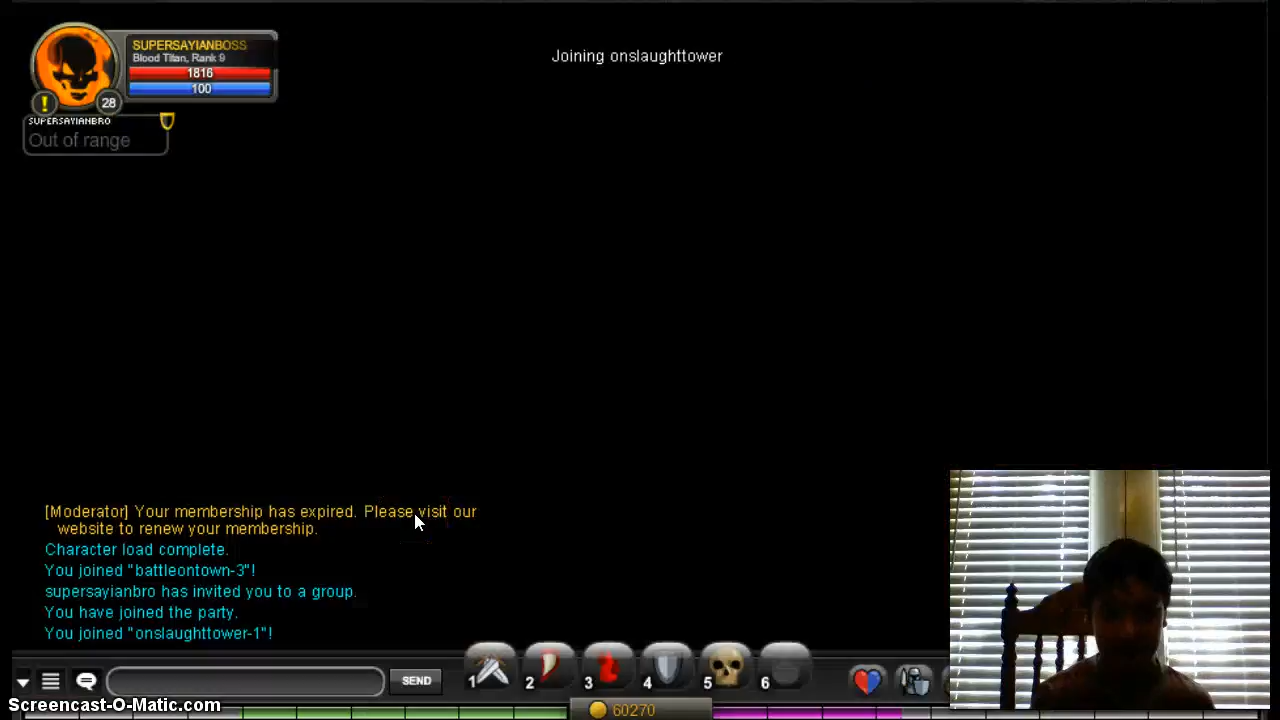 SUPERSAYIANBOSS
Blood Titan, Rank 9
1816
100
28
SUPERSAYIANBRO
Out of range
Joining onslaughttower
[Moderator] Your membership has expired. Please visit our
website to renew your membership.
Character load complete.
You joined "battleontown-3"!
supersayianbro has invited you to a group.
You have joined the party.
You joined "onslaughttower-1"!
SEND
1
2
3
4
5
6
60270
Screencast-O-Matic.com